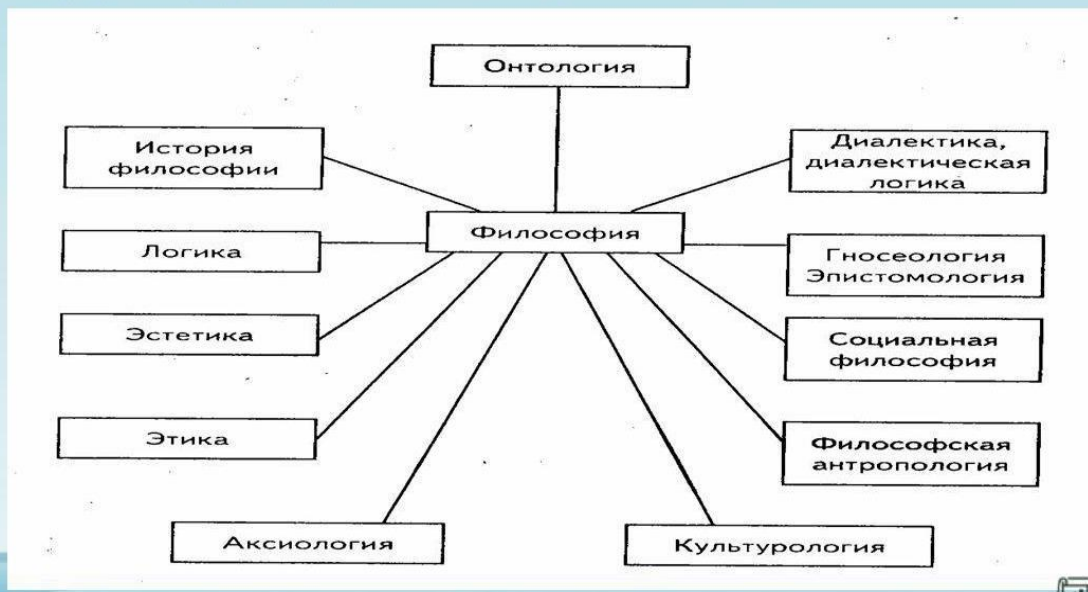 Онтология
История
философии
Диалектика,
диалектическая
логика
Философия
Логика
Гносеология
Эпистомология
Эстетика
Социальная
философия
Этика
Философская
антропология
Аксиология
Культурология